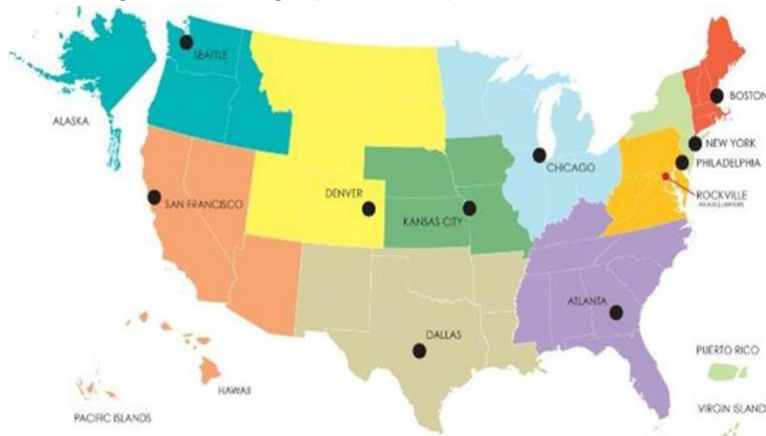 SEATTLE
ALASKA
BOSTON
NEW YORK
PHILADELPHIA
CHICAGO
DENVER
SAN FRANCISCO
KANSAS CITY
ROCKVILLE
HEADQUARTERS
ATLANTA
DALLAS
PUERTO RICO
HAWAII
VIRGIN ISLAND
PACIFIC ISLANDS